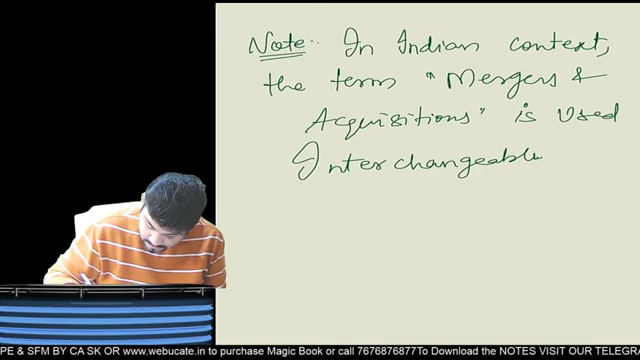 Note:- In Indian context,
the term "Mergers &
Acquisitions" is Used
Interchangeable
PE & SFM BY CA SK OR www.webucate.in to purchase Magic Book or call 7676876877To Download the NOTES VISIT OUR TELEGR